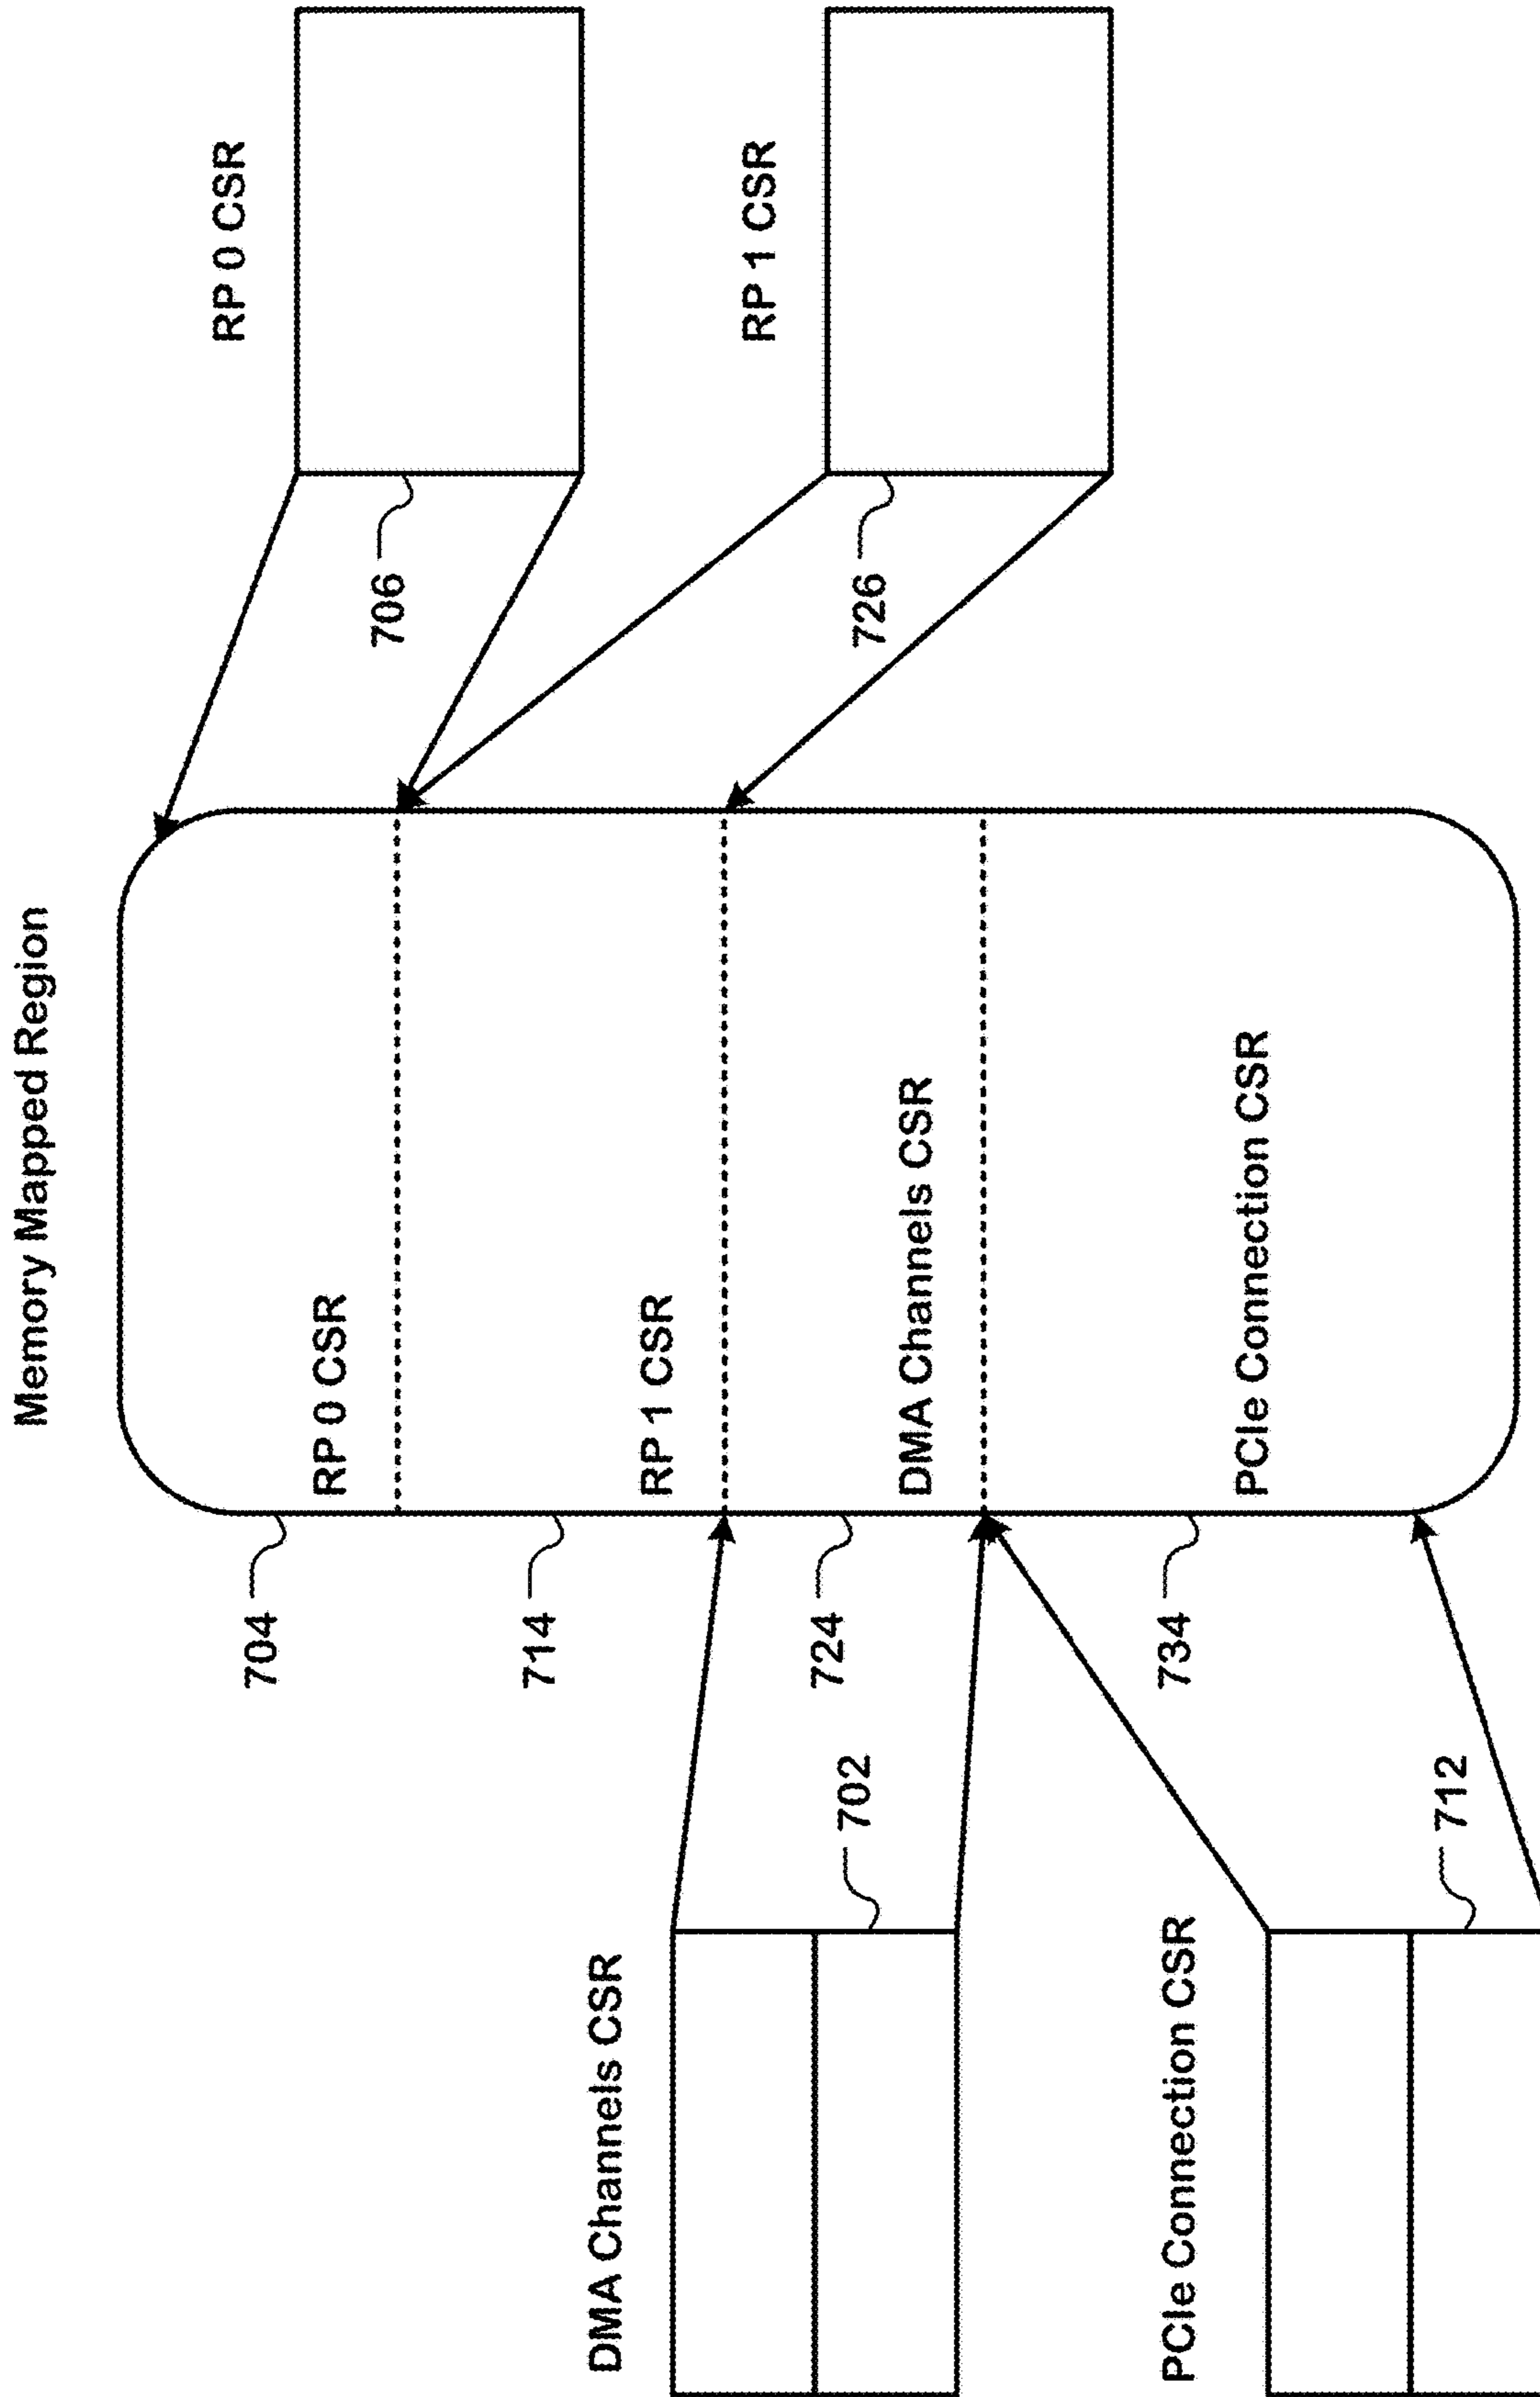 Memory Mapped Region
DMA Channels CSR
702
PCIe Connection CSR
712
704
714
724
734
RP 0 CSR
RP 1 CSR
DMA Channels CSR
PCIe Connection CSR
RP 0 CSR
706
RP 1 CSR
726